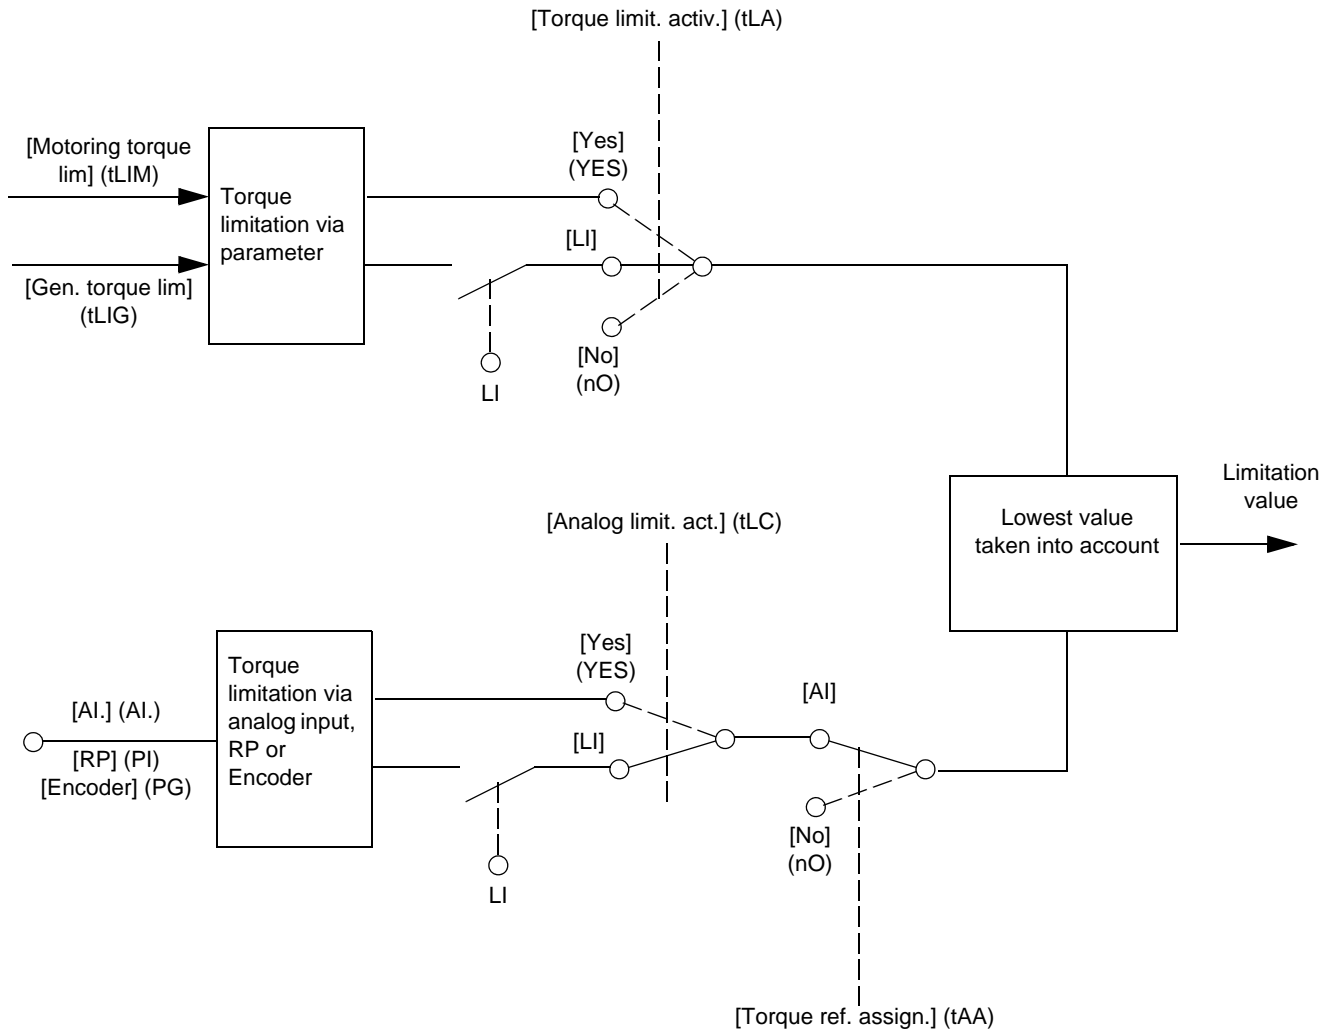 [Torque limit. activ.] (tLA)
[Motoring torque
lim] (tLIM)
[Gen. torque lim]
(tLIG)
Torque
limitation via
parameter
[Yes]
(YES)
[LI]
[No]
(nO)
LI
Lowest value
taken into account
Limitation
value
[Analog limit. act.] (tLC)
[AI.] (AI.)
[RP] (PI)
[Encoder] (PG)
Torque
limitation via
analog input,
RP or
Encoder
[Yes]
(YES)
[LI]
LI
[AI]
[No]
(nO)
[Torque ref. assign.] (tAA)